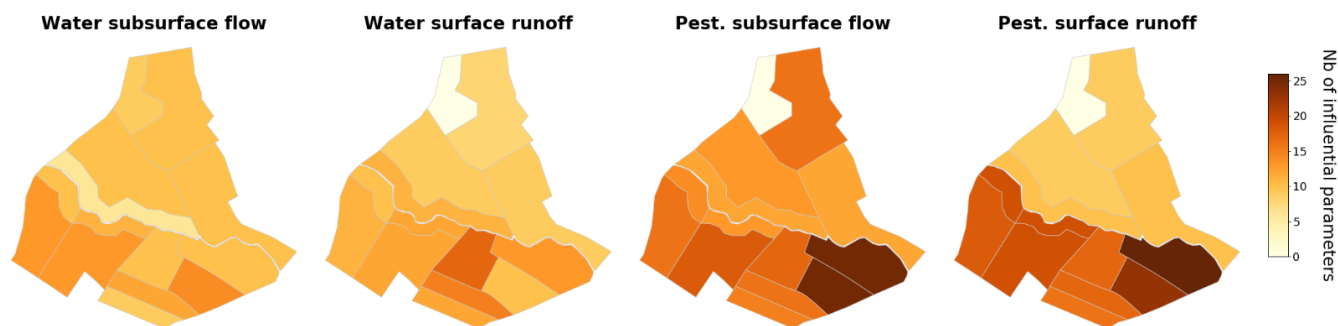 Water subsurface flow
Water surface runoff
Pest. subsurface flow
Pest. surface runoff
25
20
15
10
5
0
Nb of influential parameters